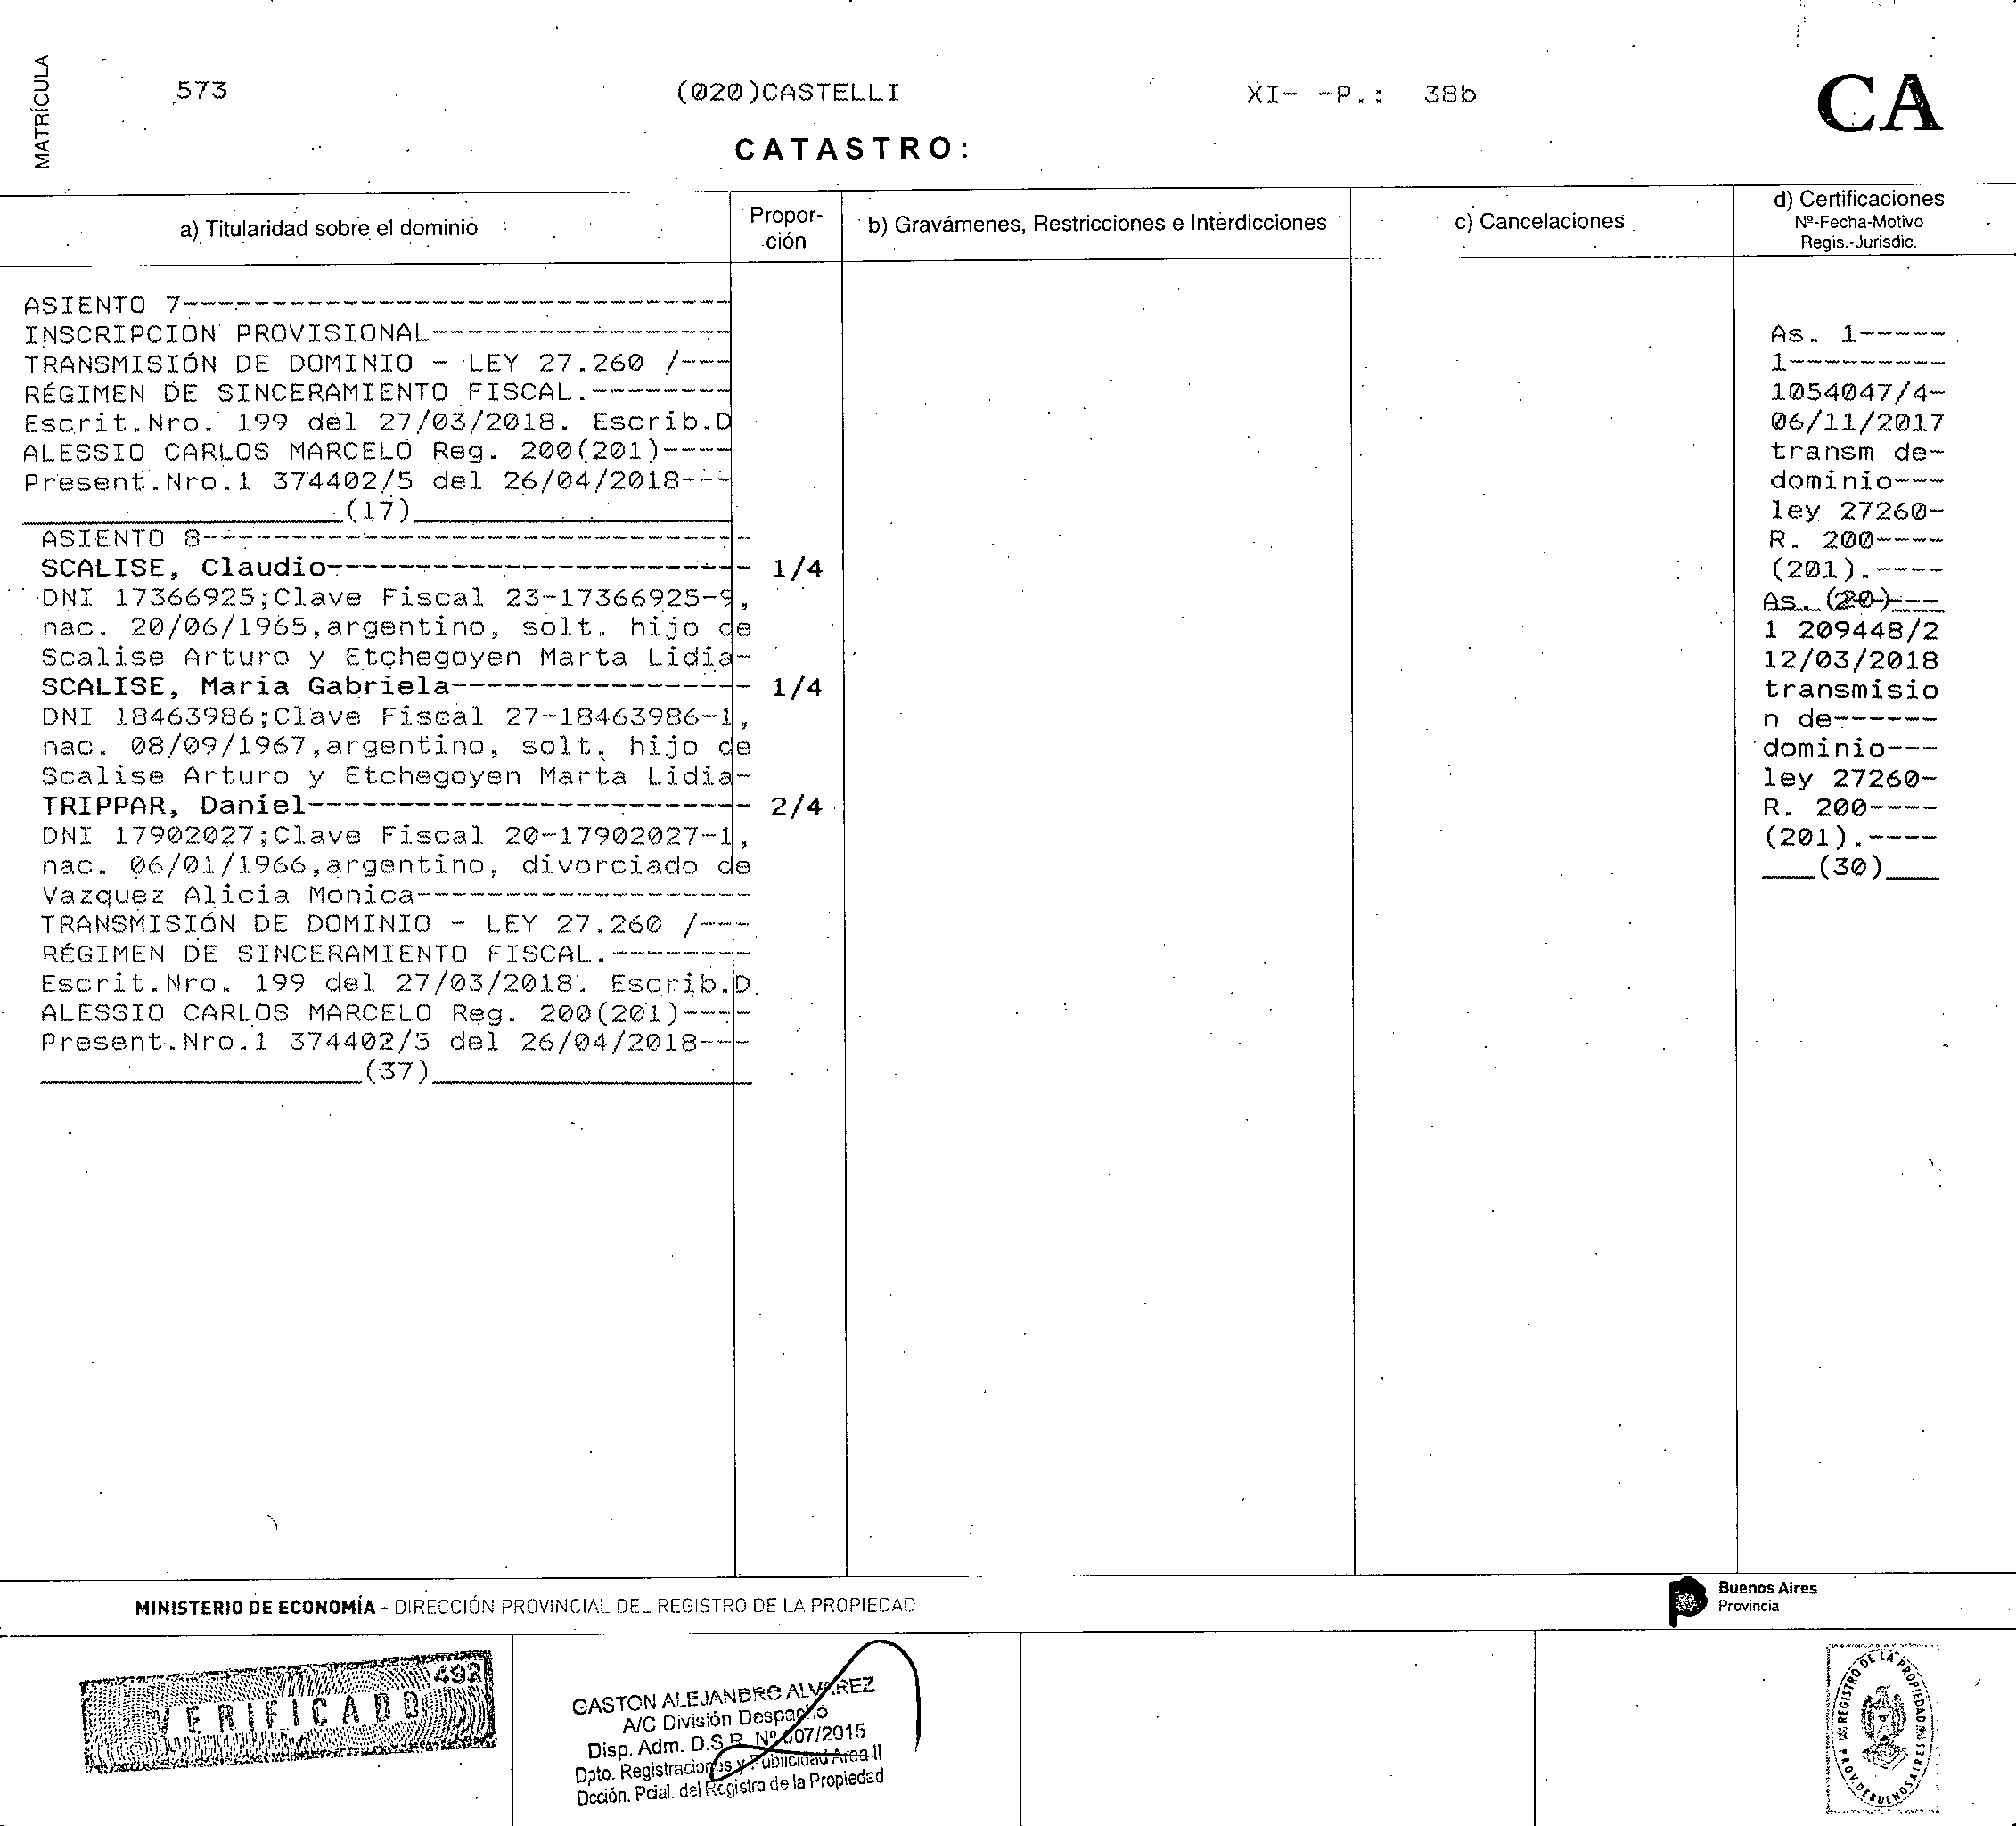 MATRÍCULA
573
(020)CASTELLI
XI- -P.: 38b
CA
CATASTRO:
a) Titularidad sobre el dominio
Propor-
ción
b) Gravámenes, Restricciones e Interdicciones
c) Cancelaciones
d) Certificaciones
Nº-Fecha-Motivo
Regis.-Jurisdic.
ASIENTO 7-------------------------------
INSCRIPCION PROVISIONAL-----------------
TRANSMISIÓN DE DOMINIO - LEY 27.260 /---
RÉGIMEN DE SINCERAMIENTO FISCAL.--------
Escrit.Nro. 199 del 27/03/2018. Escrib.D
ALESSIO CARLOS MARCELO Reg. 200(201)----
Present.Nro.1 374402/5 del 26/04/2018---
(17)
ASIENTO 8-------------------------------
SCALISE, Claudio------------------------ 1/4
DNI 17366925;Clave Fiscal 23-17366925-9,
nac. 20/06/1965,argentino, solt. hijo de
Scalise Arturo y Etchegoyen Marta Lidia-
SCALISE, Maria Gabriela----------------- 1/4
DNI 18463986;Clave Fiscal 27-18463986-1,
nac. 08/09/1967,argentino, solt. hijo de
Scalise Arturo y Etchegoyen Marta Lidia-
TRIPPAR, Daniel------------------------- 2/4
DNI 17902027;Clave Fiscal 20-17902027-1,
nac. 06/01/1966,argentino, divorciado de
Vazquez Alicia Monica-------------------
TRANSMISIÓN DE DOMINIO - LEY 27.260 /---
RÉGIMEN DE SINCERAMIENTO FISCAL.--------
Escrit.Nro. 199 del 27/03/2018. Escrib.D
ALESSIO CARLOS MARCELO Reg. 200(201)----
Present.Nro.1 374402/5 del 26/04/2018---
(37)
As. 1-----
1---------
1054047/4-
06/11/2017
transm de-
dominio---
ley 27260-
R. 200----
(201).----
As. (20)---
1 209448/2
12/03/2018
transmisio
n de------
dominio---
ley 27260-
R. 200----
(201).----
(30)
MINISTERIO DE ECONOMÍA - DIRECCIÓN PROVINCIAL DEL REGISTRO DE LA PROPIEDAD
Buenos Aires
Provincia
432
VERIFICADO
GASTON ALEJANDRO ALVAREZ
A/C División Despacho
Disp. Adm. D.S.R. Nº 007/2015
Dpto. Registraciones y Publicidad Area II
Dcción. Pcial. del Registro de la Propiedad
REGISTRO DE LA PROPIEDAD
PROV. DE BUENOS AIRES